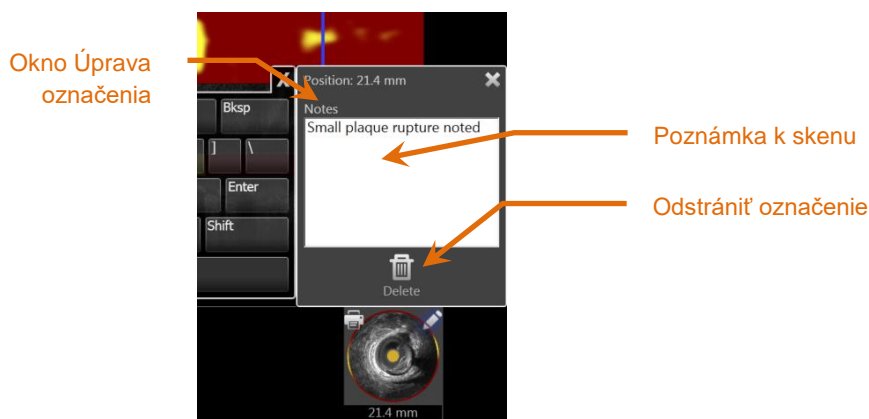 Okno Úprava
označenia
X
Position: 21.4 mm
Notes
Small plaque rupture noted
Bksp
]
\
Enter
Shift
Delete
21.4 mm
Poznámka k skenu
Odstrániť označenie